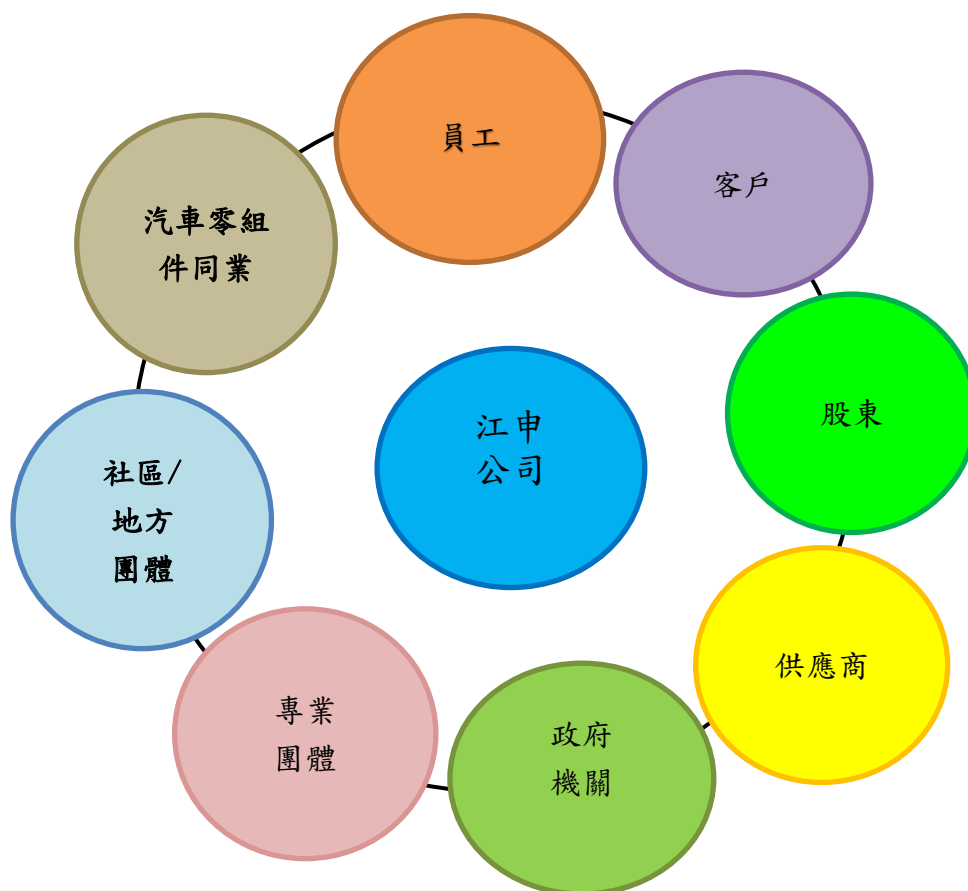 員工
客戶
汽車零組
件同業
股東
江申
公司
社區/
地方
團體
供應商
專業
團體
政府
機關